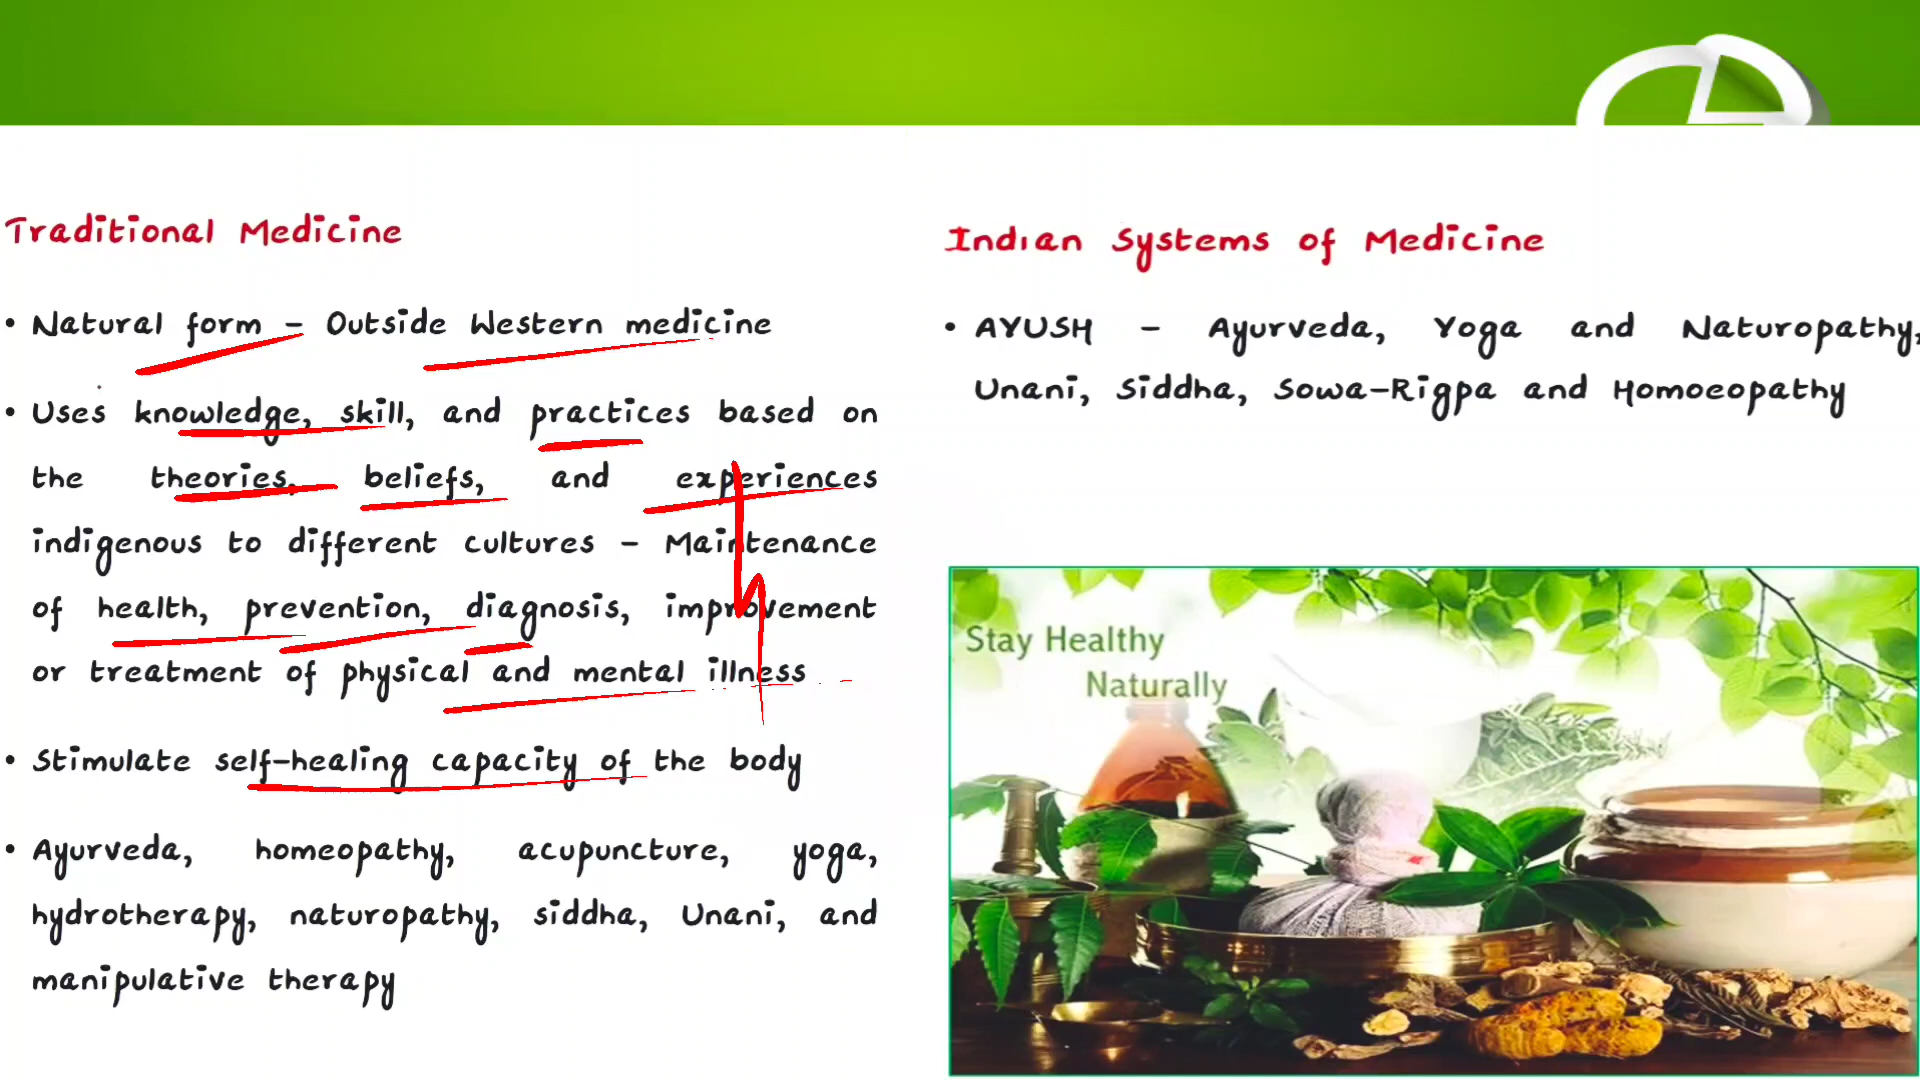 Traditional Medicine
• Natural form – Outside Western medicine
• Uses knowledge, skill, and practices based on
the theories, beliefs, and experiences
indigenous to different cultures – Maintenance
of health, prevention, diagnosis, improvement
or treatment of physical and mental illness
• Stimulate self-healing capacity of the body
• Ayurveda, homeopathy, acupuncture, yoga,
hydrotherapy, naturopathy, siddha, Unani, and
manipulative therapy
Indian Systems of Medicine
• AYUSH – Ayurveda, Yoga and Naturopathy,
Unani, Siddha, Sowa-Rigpa and Homoeopathy
Stay Healthy
Naturally